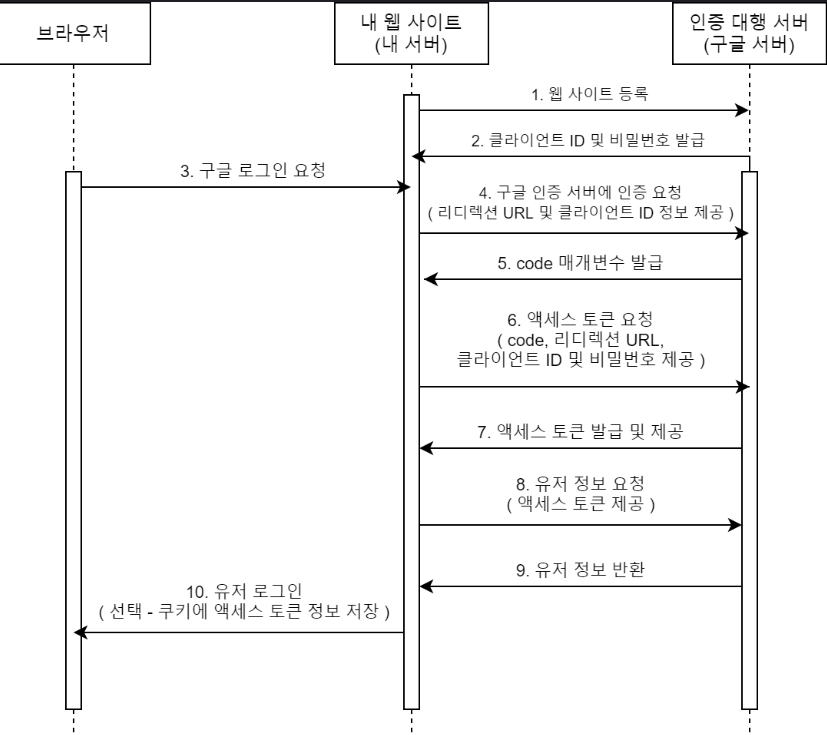 브라우저
내 웹 사이트
(내 서버)
인증 대행 서버
(구글 서버)
1. 웹 사이트 등록
2. 클라이언트 ID 및 비밀번호 발급
3. 구글 로그인 요청
4. 구글 인증 서버에 인증 요청
( 리디렉션 URL 및 클라이언트 ID 정보 제공 )
5. code 매개변수 발급
6. 액세스 토큰 요청
( code, 리디렉션 URL,
클라이언트 ID 및 비밀번호 제공 )
7. 액세스 토큰 발급 및 제공
8. 유저 정보 요청
( 액세스 토큰 제공 )
9. 유저 정보 반환
10. 유저 로그인
( 선택 - 쿠키에 액세스 토큰 정보 저장 )